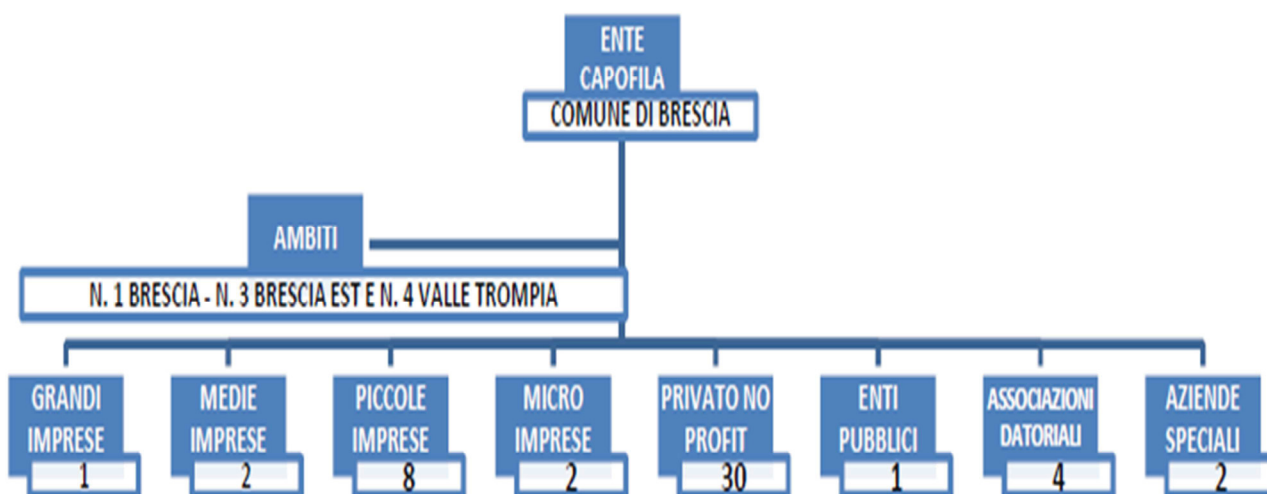 ENTE
CAPOFILA
COMUNE DI BRESCIA
AMBITI
N. 1 BRESCIA - N. 3 BRESCIA EST E N. 4 VALLE TROMPIA
GRANDI
IMPRESE
1
MEDIE
IMPRESE
2
PICCOLE
IMPRESE
8
MICRO
IMPRESE
2
PRIVATO NO
PROFIT
30
ENTI
PUBBLICI
1
ASSOCIAZIONI
DATORIALI
4
AZIENDE
SPECIALI
2